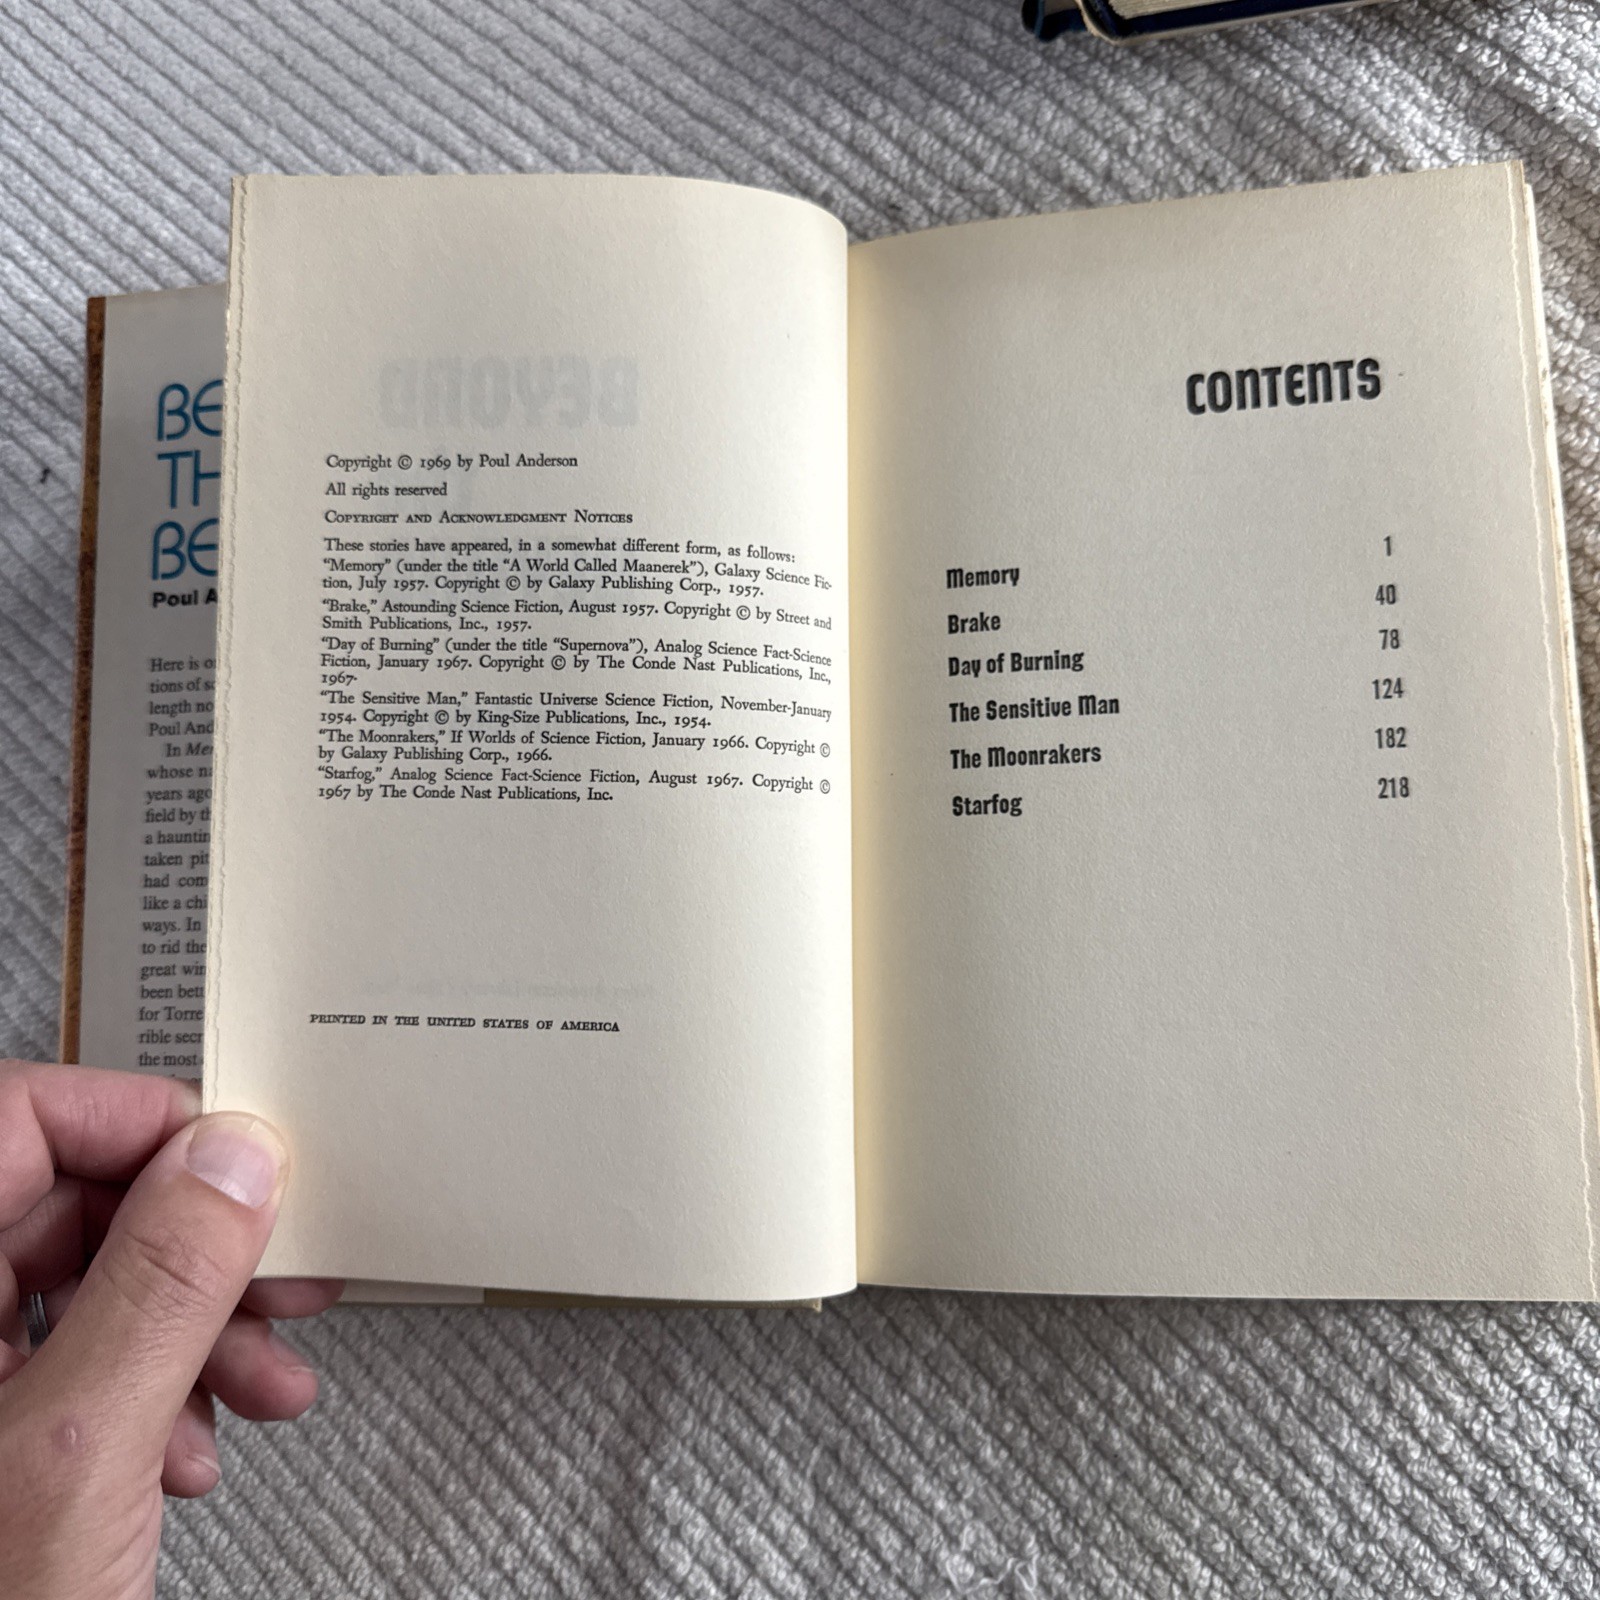 BE
TH
BE
Poul A
Here is o
tions of sc
length no
Poul And
In Me
whose na
years ago
field by th
a hauntin
taken pit
had com
like a chi
ways. In
to rid the
great win
been bett
for Torre
rible secr
the most
BEYOND
Copyright © 1969 by Poul Anderson
All rights reserved
Copyright and Acknowledgment Notices
These stories have appeared, in a somewhat different form, as follows:
"Memory" (under the title "A World Called Maanerek"), Galaxy Science Fic-
tion, July 1957. Copyright © by Galaxy Publishing Corp., 1957.
"Brake," Astounding Science Fiction, August 1957. Copyright © by Street and
Smith Publications, Inc., 1957.
"Day of Burning" (under the title "Supernova"), Analog Science Fact-Science
Fiction, January 1967. Copyright © by The Conde Nast Publications, Inc.,
1967.
"The Sensitive Man," Fantastic Universe Science Fiction, November-January
1954. Copyright © by King-Size Publications, Inc., 1954.
"The Moonrakers," If Worlds of Science Fiction, January 1966. Copyright ©
by Galaxy Publishing Corp., 1966.
"Starfog," Analog Science Fact-Science Fiction, August 1967. Copyright ©
1967 by The Conde Nast Publications, Inc.
PRINTED IN THE UNITED STATES OF AMERICA
CONTENTS
Memory 1
Brake 40
Day of Burning 78
The Sensitive Man 124
The Moonrakers 182
Starfog 218